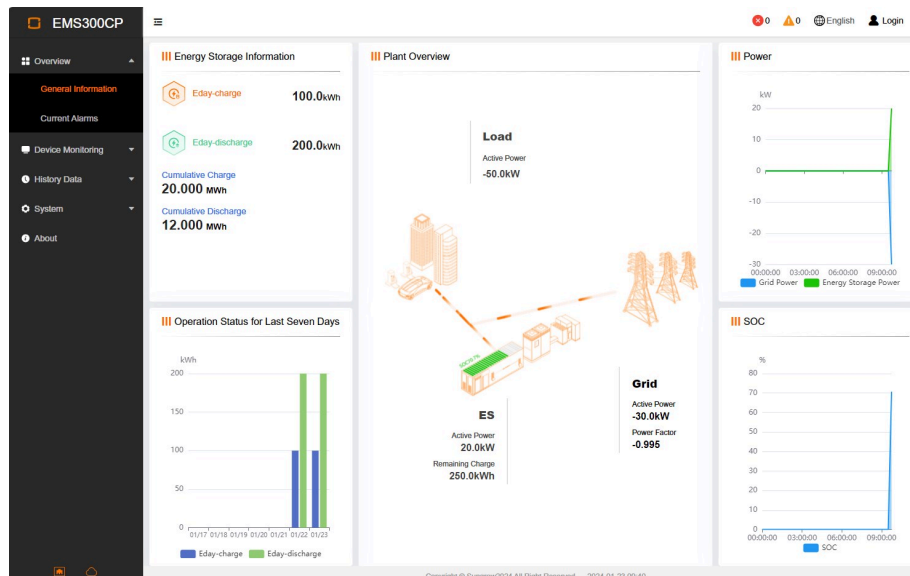 EMS300CP
0
0
English
Login
Overview
General Information
Current Alarms
Device Monitoring
History Data
System
About
Energy Storage Information
Eday-charge
100.0kWh
Eday-discharge
200.0kWh
Cumulative Charge
20.000 MWh
Cumulative Discharge
12.000 MWh
Plant Overview
Load
Active Power
-50.0kW
ES
Active Power
20.0kW
Remaining Charge
250.0kWh
Grid
Active Power
-30.0kW
Power Factor
-0.995
Power
kW
20
10
0
-10
-20
-30
00:00:00 03:00:00 06:00:00 09:00:00
Grid Power Energy Storage Power
Operation Status for Last Seven Days
kWh
200
150
100
50
0
01/17 01/18 01/19 01/20 01/21 01/22 01/23
Eday-charge Eday-discharge
SOC
%
80
70
60
50
40
30
20
10
0
00:00:00 03:00:00 06:00:00 09:00:00
SOC